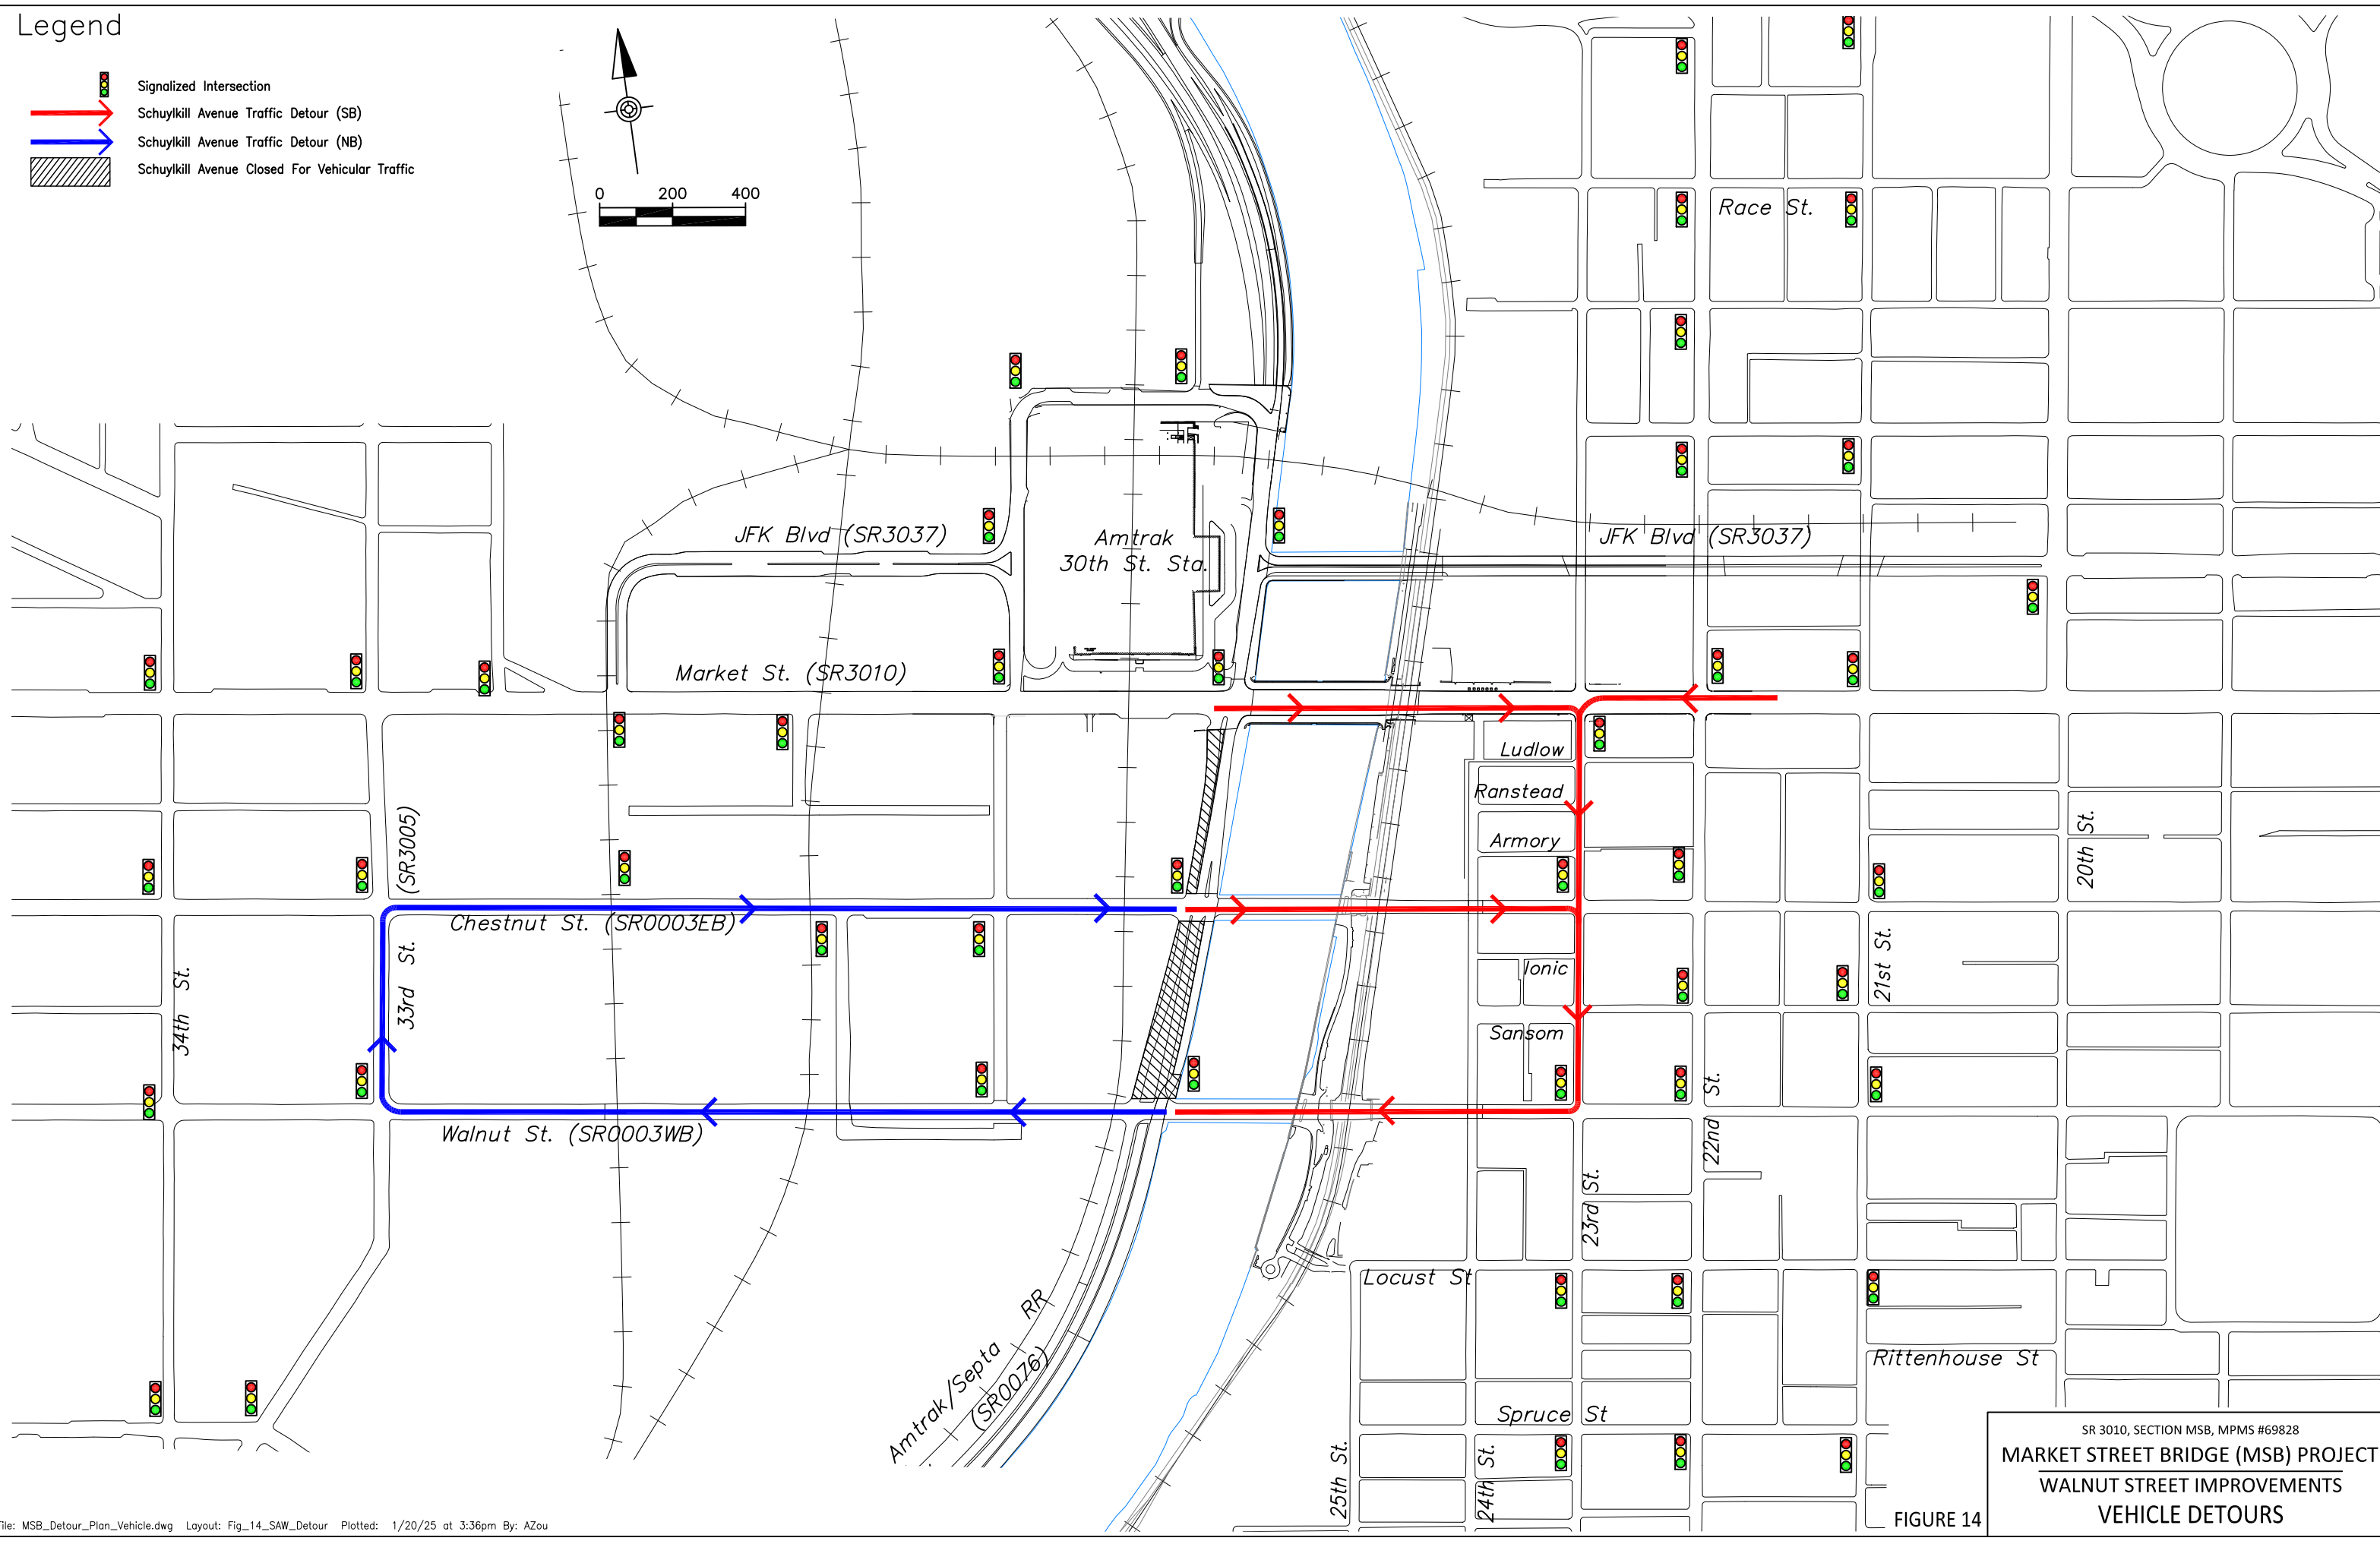 Legend
Signalized Intersection
Schuylkill Avenue Traffic Detour (SB)
Schuylkill Avenue Traffic Detour (NB)
Schuylkill Avenue Closed For Vehicular Traffic
0 200 400
Race St.
JFK Blvd (SR3037)
Amtrak
30th St. Sta.
JFK Blvd (SR3037)
Market St. (SR3010)
Ludlow
Ranstead
Armory
(SR3005)
33rd St.
20th St.
Chestnut St. (SR0003EB)
34th St.
21st St.
Ionic
Sansom
22nd St.
Walnut St. (SR0003WB)
23rd St.
Locust St
Amtrak/Septa RR
(SR0076)
Rittenhouse St
Spruce St
25th St.
24th St.
SR 3010, SECTION MSB, MPMS #69828
MARKET STREET BRIDGE (MSB) PROJECT
WALNUT STREET IMPROVEMENTS
VEHICLE DETOURS
FIGURE 14
File: MSB_Detour_Plan_Vehicle.dwg Layout: Fig_14_SAW_Detour Plotted: 1/20/25 at 3:36pm By: AZou